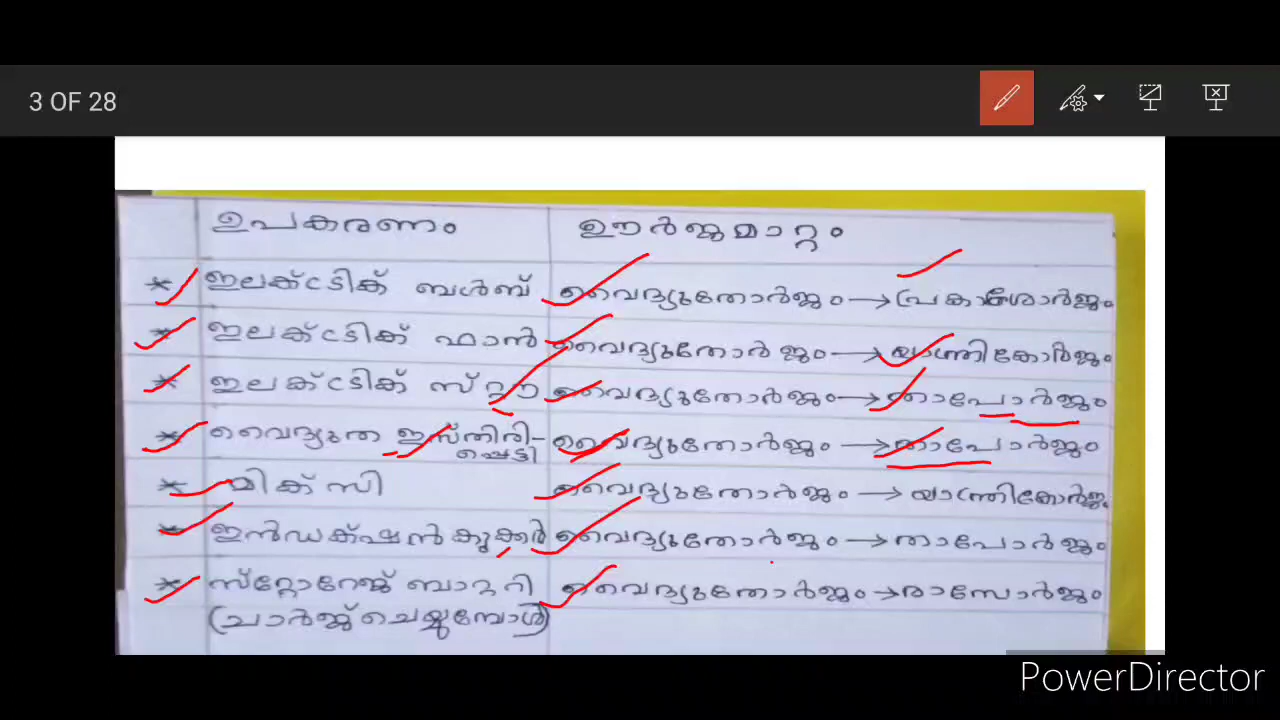 3 OF 28
ഉപകരണം ഊർജ്ജമാറ്റം
* ഇലക്ട്രിക് ബൾബ് വൈദ്യുതോർജം → പ്രകാശോർജം
* ഇലക്ട്രിക് ഫാൻ വൈദ്യുതോർജം → യാന്ത്രികോർജം
* ഇലക്ട്രിക് സ്റ്റൗ വൈദ്യുതോർജം → താപോർജം
* വൈദ്യുത ഇസ്തിരി- വൈദ്യുതോർജം → താപോർജം
പ്പെട്ടി
* മിക്സി വൈദ്യുതോർജം → യാന്ത്രികോർജം
* ഇൻഡക്ഷൻ കുക്കർ വൈദ്യുതോർജം → താപോർജം
* സ്റ്റോറേജ് ബാറ്ററി വൈദ്യുതോർജം → രാസോർജം
(ചാർജ്ജ് ചെയ്യുമ്പോൾ)
PowerDirector